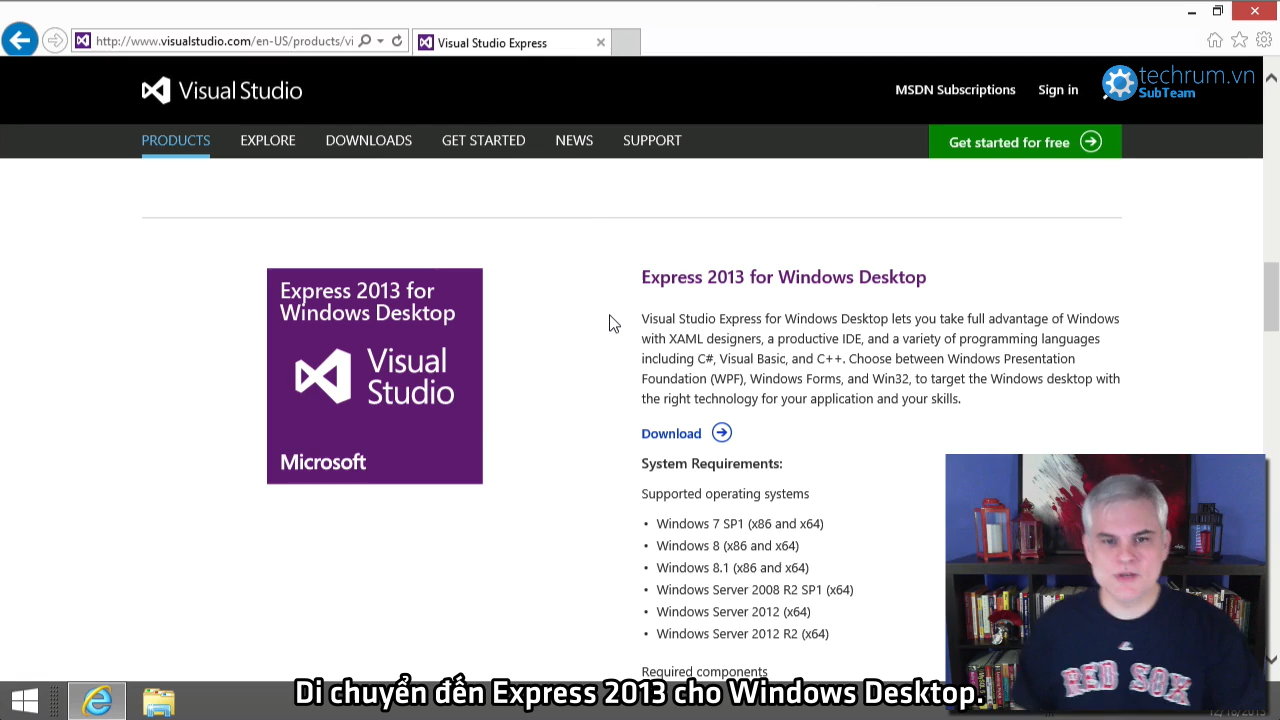 http://www.visualstudio.com/en-US/products/vi
Visual Studio Express
Visual Studio
MSDN Subscriptions
Sign in
techrum.vn
SubTeam
PRODUCTS
EXPLORE
DOWNLOADS
GET STARTED
NEWS
SUPPORT
Get started for free
Express 2013 for
Windows Desktop
Visual
Studio
Microsoft
Express 2013 for Windows Desktop
Visual Studio Express for Windows Desktop lets you take full advantage of Windows
with XAML designers, a productive IDE, and a variety of programming languages
including C#, Visual Basic, and C++. Choose between Windows Presentation
Foundation (WPF), Windows Forms, and Win32, to target the Windows desktop with
the right technology for your application and your skills.
Download
System Requirements:
Supported operating systems
• Windows 7 SP1 (x86 and x64)
• Windows 8 (x86 and x64)
• Windows 8.1 (x86 and x64)
• Windows Server 2008 R2 SP1 (x64)
• Windows Server 2012 (x64)
• Windows Server 2012 R2 (x64)
Required components
RED SOX
Di chuyển đến Express 2013 cho Windows Desktop.
12/18/2013